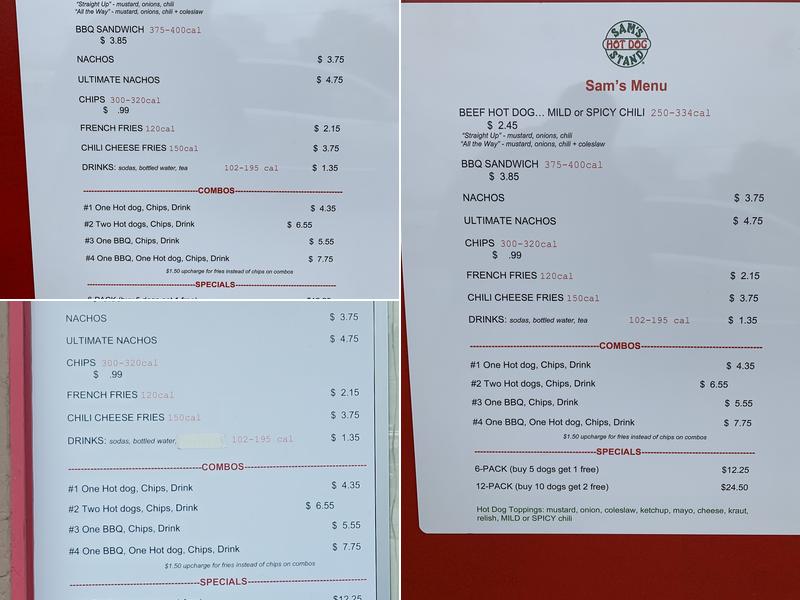 "Straight Up" - mustard, onions, chili
"All the Way" - mustard, onions, chili + coleslaw
BBQ SANDWICH 375-400cal
$ 3.85
NACHOS $ 3.75
ULTIMATE NACHOS $ 4.75
CHIPS 300-320cal
$ .99
FRENCH FRIES 120cal $ 2.15
CHILI CHEESE FRIES 150cal $ 3.75
DRINKS: sodas, bottled water, tea 102-195 cal $ 1.35
COMBOS
#1 One Hot dog, Chips, Drink $ 4.35
#2 Two Hot dogs, Chips, Drink $ 6.55
#3 One BBQ, Chips, Drink $ 5.55
#4 One BBQ, One Hot dog, Chips, Drink $ 7.75
$1.50 upcharge for fries instead of chips on combos
SPECIALS
NACHOS $ 3.75
ULTIMATE NACHOS $ 4.75
CHIPS 300-320cal
$ .99
FRENCH FRIES 120cal $ 2.15
CHILI CHEESE FRIES 150cal $ 3.75
DRINKS: sodas, bottled water, 102-195 cal $ 1.35
COMBOS
#1 One Hot dog, Chips, Drink $ 4.35
#2 Two Hot dogs, Chips, Drink $ 6.55
#3 One BBQ, Chips, Drink $ 5.55
#4 One BBQ, One Hot dog, Chips, Drink $ 7.75
$1.50 upcharge for fries instead of chips on combos
SPECIALS
$12.25
SAM'S
HOT DOG
STAND
Sam's Menu
BEEF HOT DOG... MILD or SPICY CHILI 250-334cal
$ 2.45
"Straight Up" - mustard, onions, chili
"All the Way" - mustard, onions, chili + coleslaw
BBQ SANDWICH 375-400cal
$ 3.85
NACHOS $ 3.75
ULTIMATE NACHOS $ 4.75
CHIPS 300-320cal
$ .99
FRENCH FRIES 120cal $ 2.15
CHILI CHEESE FRIES 150cal $ 3.75
DRINKS: sodas, bottled water, tea 102-195 cal $ 1.35
COMBOS
#1 One Hot dog, Chips, Drink $ 4.35
#2 Two Hot dogs, Chips, Drink $ 6.55
#3 One BBQ, Chips, Drink $ 5.55
#4 One BBQ, One Hot dog, Chips, Drink $ 7.75
$1.50 upcharge for fries instead of chips on combos
SPECIALS
6-PACK (buy 5 dogs get 1 free) $12.25
12-PACK (buy 10 dogs get 2 free) $24.50
Hot Dog Toppings: mustard, onion, coleslaw, ketchup, mayo, cheese, kraut,
relish, MILD or SPICY chili